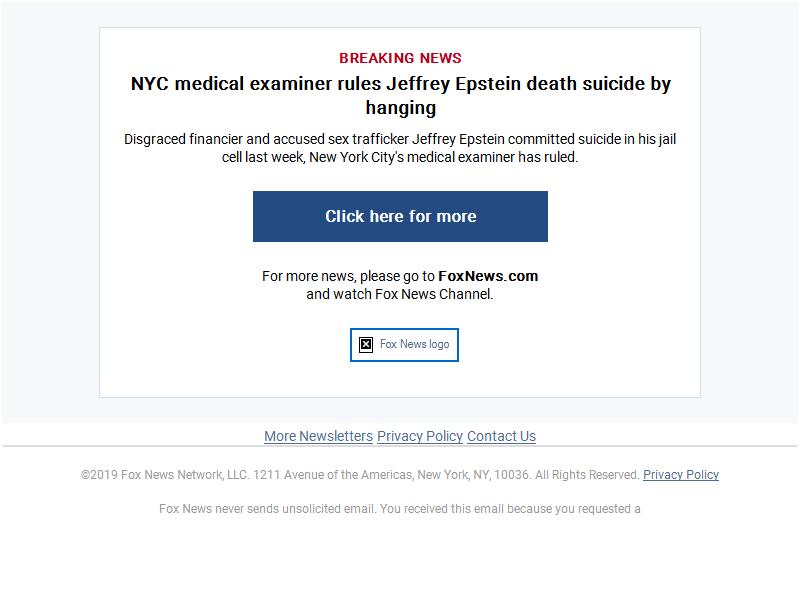 BREAKING NEWS
NYC medical examiner rules Jeffrey Epstein death suicide by
hanging
Disgraced financier and accused sex trafficker Jeffrey Epstein committed suicide in his jail
cell last week, New York City's medical examiner has ruled.
Click here for more
For more news, please go to FoxNews.com
and watch Fox News Channel.
Fox News logo
More Newsletters Privacy Policy Contact Us
©2019 Fox News Network, LLC. 1211 Avenue of the Americas, New York, NY, 10036. All Rights Reserved. Privacy Policy
Fox News never sends unsolicited email. You received this email because you requested a